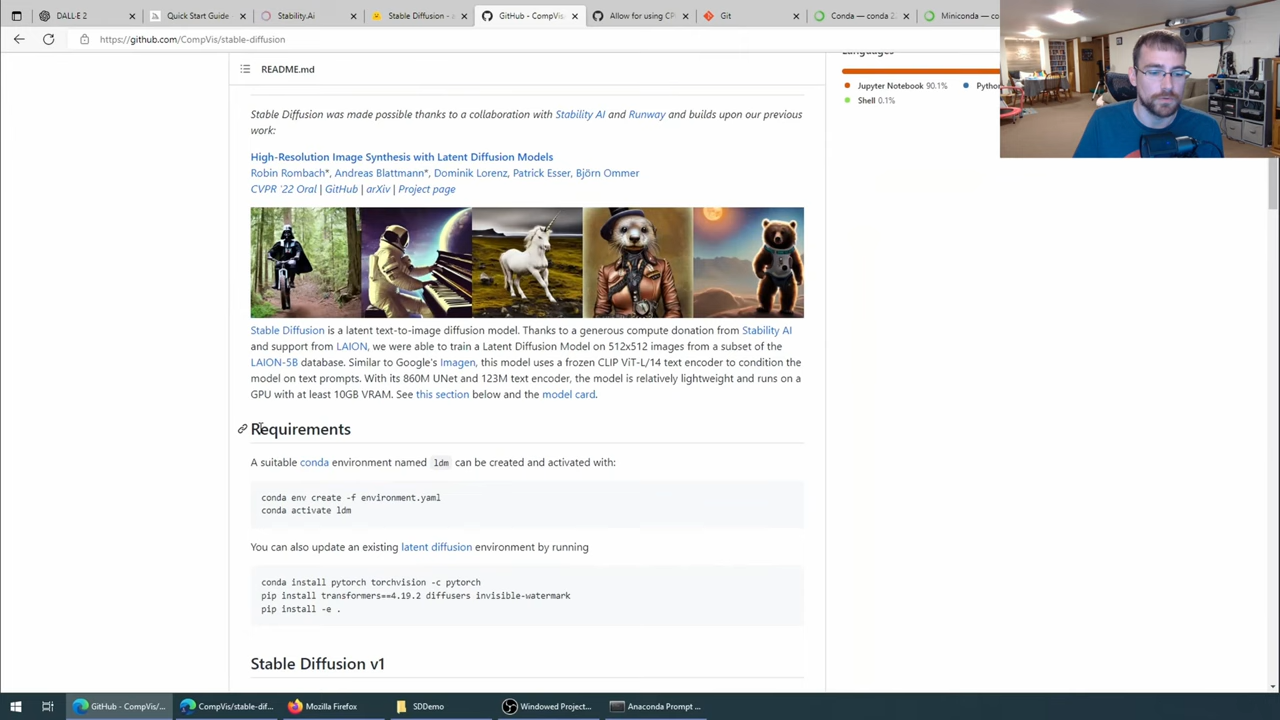 DALL·E 2
Quick Start Guide -
Stability.Ai
Stable Diffusion - a
GitHub - CompVis/
Allow for using CP
Git
Conda — conda 2
Miniconda — co
https://github.com/CompVis/stable-diffusion
README.md
Languages
Jupyter Notebook 90.1%
Pytho
Shell 0.1%
Stable Diffusion was made possible thanks to a collaboration with Stability AI and Runway and builds upon our previous
work:
High-Resolution Image Synthesis with Latent Diffusion Models
Robin Rombach*, Andreas Blattmann*, Dominik Lorenz, Patrick Esser, Björn Ommer
CVPR '22 Oral | GitHub | arXiv | Project page
Stable Diffusion is a latent text-to-image diffusion model. Thanks to a generous compute donation from Stability AI
and support from LAION, we were able to train a Latent Diffusion Model on 512x512 images from a subset of the
LAION-5B database. Similar to Google's Imagen, this model uses a frozen CLIP ViT-L/14 text encoder to condition the
model on text prompts. With its 860M UNet and 123M text encoder, the model is relatively lightweight and runs on a
GPU with at least 10GB VRAM. See this section below and the model card.
Requirements
A suitable conda environment named ldm can be created and activated with:
conda env create -f environment.yaml
conda activate ldm
You can also update an existing latent diffusion environment by running
conda install pytorch torchvision -c pytorch
pip install transformers==4.19.2 diffusers invisible-watermark
pip install -e .
Stable Diffusion v1
GitHub - CompVis/...
CompVis/stable-dif...
Mozilla Firefox
SDDemo
Windowed Project...
Anaconda Prompt ...